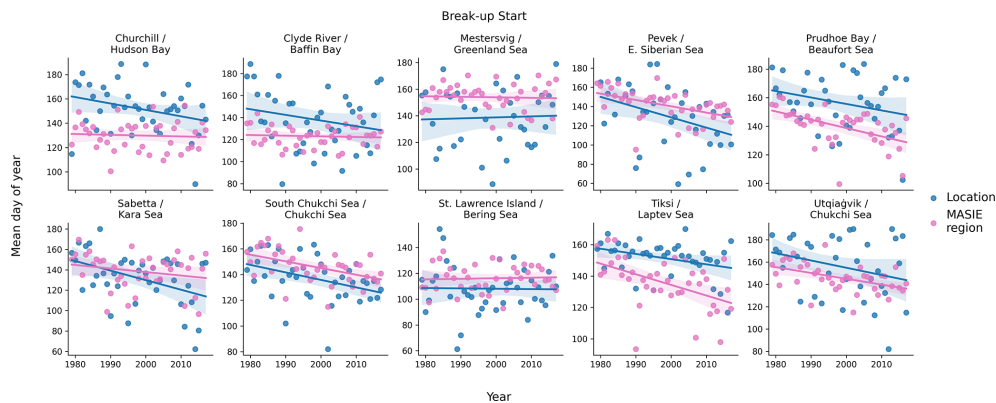 Break-up Start
Churchill /
Hudson Bay
Clyde River /
Baffin Bay
Mestersvig /
Greenland Sea
Pevek /
E. Siberian Sea
Prudhoe Bay /
Beaufort Sea
180
160
140
120
100
180
160
140
120
100
80
180
160
140
120
100
180
160
140
120
100
80
60
180
160
140
120
100
Mean day of year
Location
MASIE
region
Sabetta /
Kara Sea
South Chukchi Sea /
Chukchi Sea
St. Lawrence Island /
Bering Sea
Tiksi /
Laptev Sea
Utqiaġvik /
Chukchi Sea
180
160
140
120
100
80
60
180
160
140
120
100
80
140
120
100
80
60
160
140
120
100
200
180
160
140
120
100
80
1980 1990 2000 2010
1980 1990 2000 2010
1980 1990 2000 2010
1980 1990 2000 2010
1980 1990 2000 2010
Year